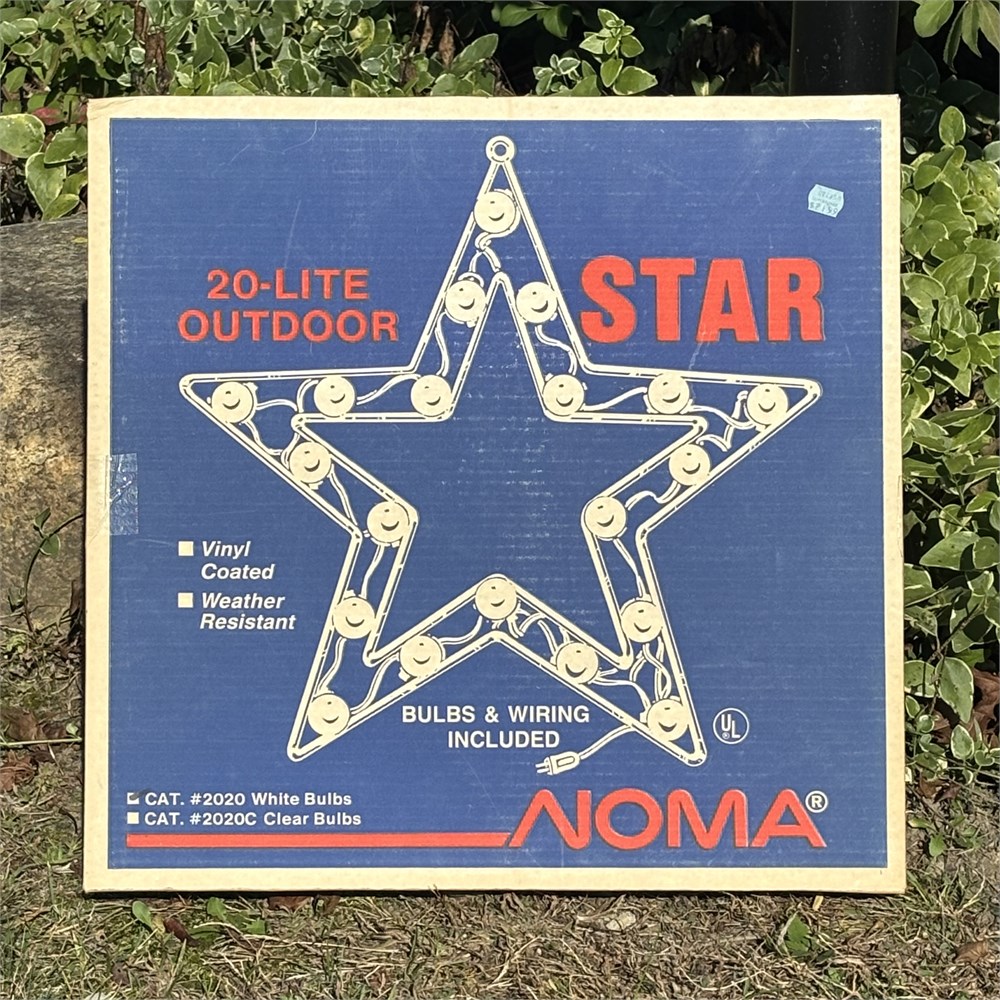 20-LITE
OUTDOOR
STAR
Vinyl
Coated
Weather
Resistant
BULBS & WIRING
INCLUDED
UL
CAT. #2020 White Bulbs
CAT. #2020C Clear Bulbs
NOMA®